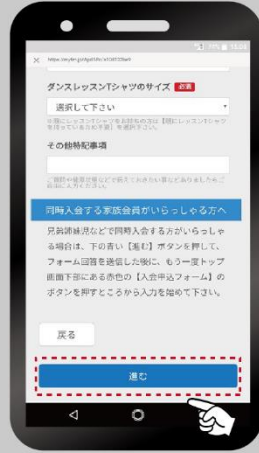 ダンスレッスンTシャツのサイズ 必須
選択して下さい
その他特記事項
同時入会する家族会員がいらっしゃる方へ
兄弟姉妹児などで同時入会する方がいらっしゃ
る場合は、下の青い【進む】ボタンを押して、
フォーム回答を送信した後に、もう一度トップ
画面下部にある赤色の【入会申込フォーム】の
ボタンを押すところから入力を始めて下さい。
戻る
進む